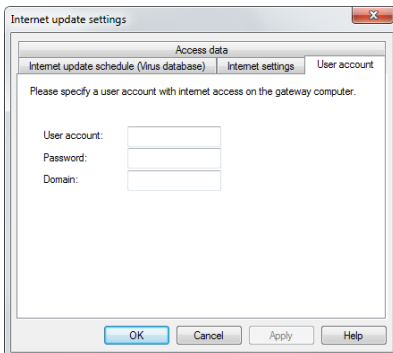 Internet update settings
Access data
Internet update schedule (Virus database) Internet settings User account
Please specify a user account with internet access on the gateway computer.
User account:
Password:
Domain:
OK Cancel Apply Help